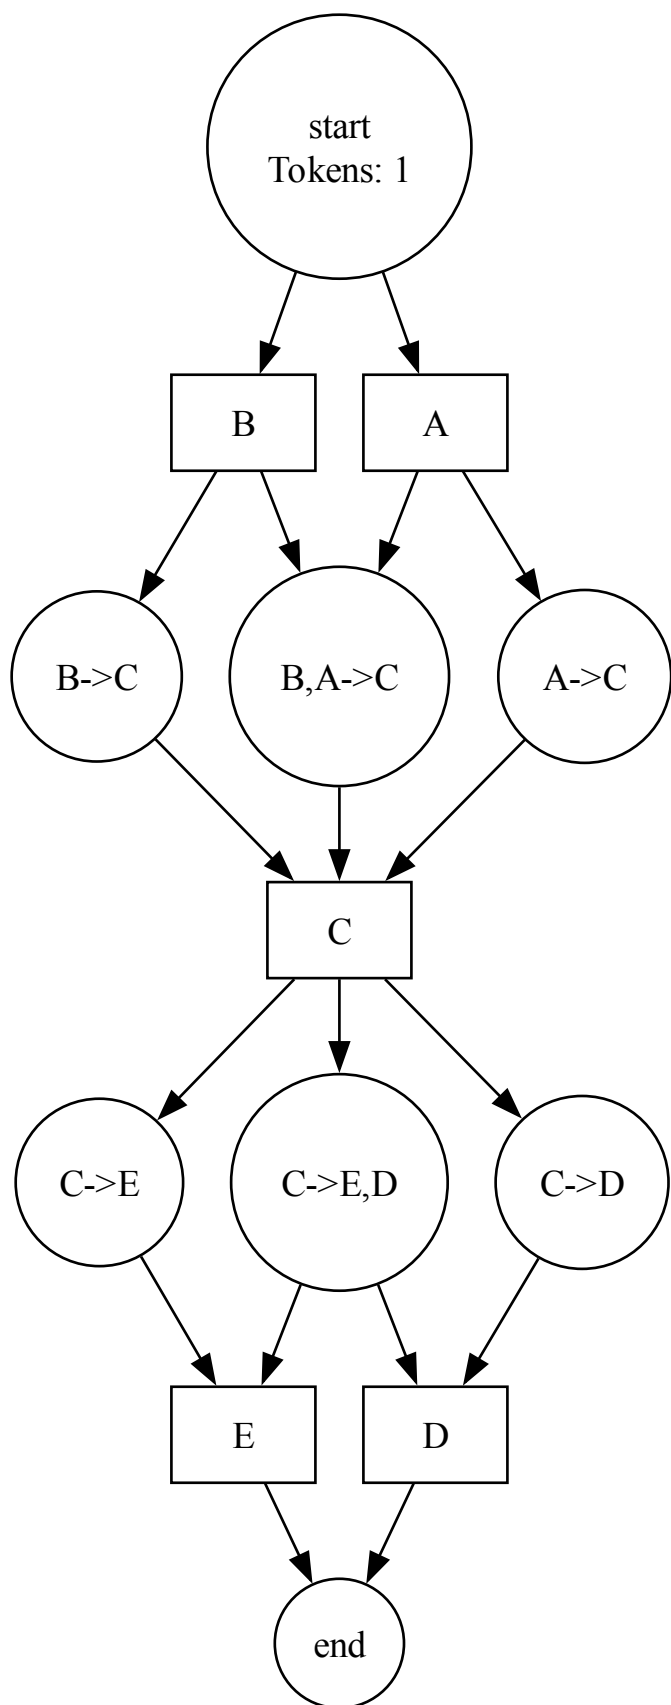 start
Tokens: 1
B
A
B->C
B,A->C
A->C
C
C->E
C->E,D
C->D
E
D
end